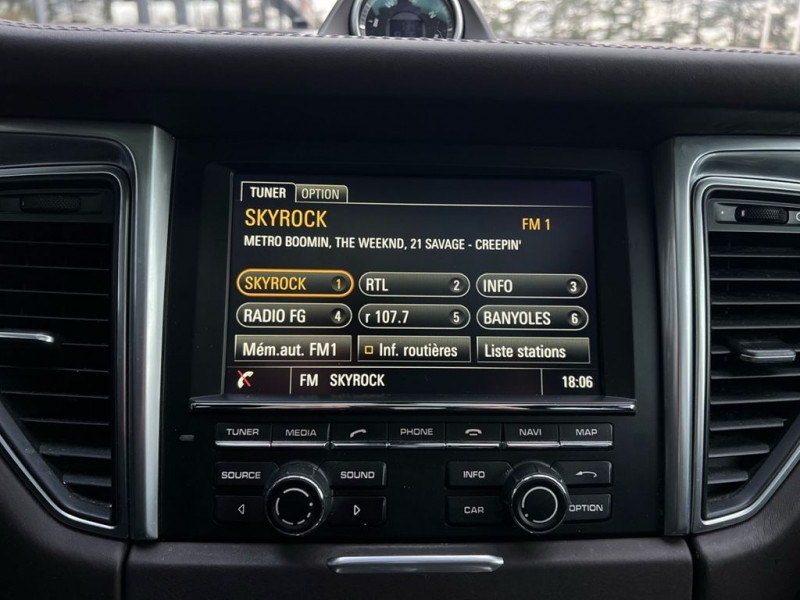 TUNER OPTION
SKYROCK FM 1
METRO BOOMIN, THE WEEKND, 21 SAVAGE - CREEPIN'
SKYROCK 1 RTL 2 INFO 3
RADIO FG 4 r 107.7 5 BANYOLES 6
Mém.aut. FM1 Inf. routières Liste stations
FM SKYROCK 18:06
TUNER MEDIA PHONE NAVI MAP
SOURCE SOUND INFO
CAR OPTION